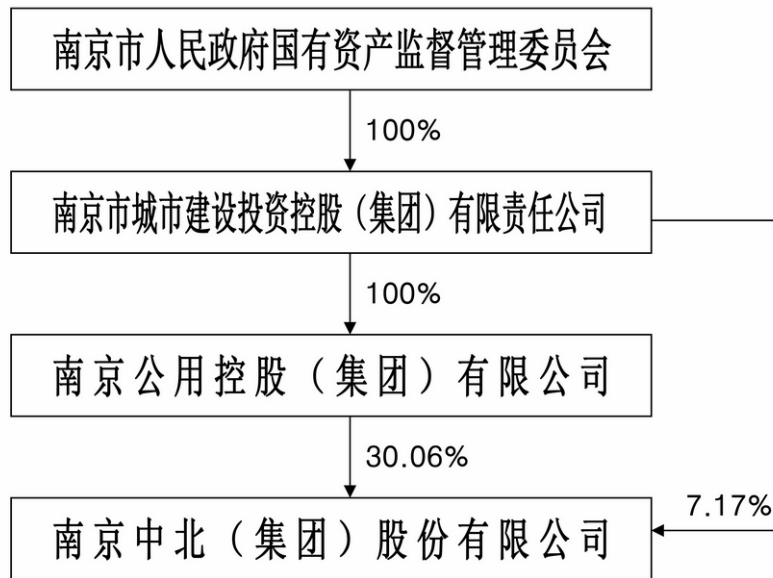 南京市人民政府国有资产监督管理委员会
100%
南京市城市建设投资控股（集团）有限责任公司
100%
南京公用控股（集团）有限公司
30.06%
7.17%
南京中北（集团）股份有限公司